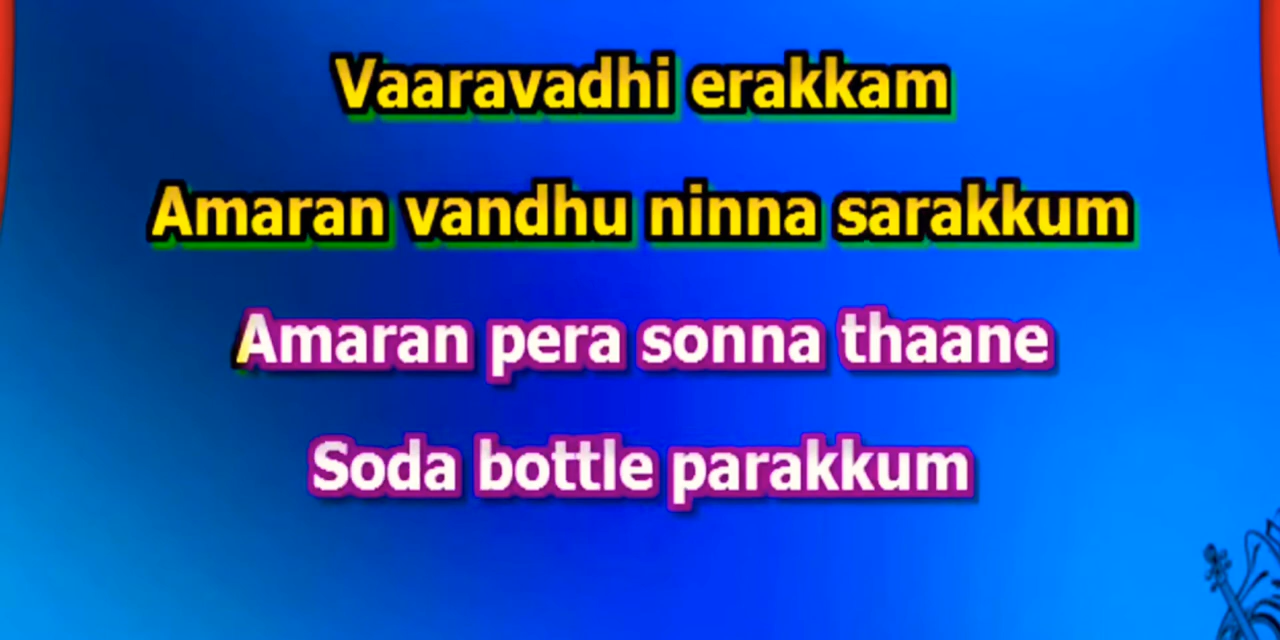 Vaaravadhi erakkam
Amaran vandhu ninna sarakkum
Amaran pera sonna thaane
Soda bottle parakkum